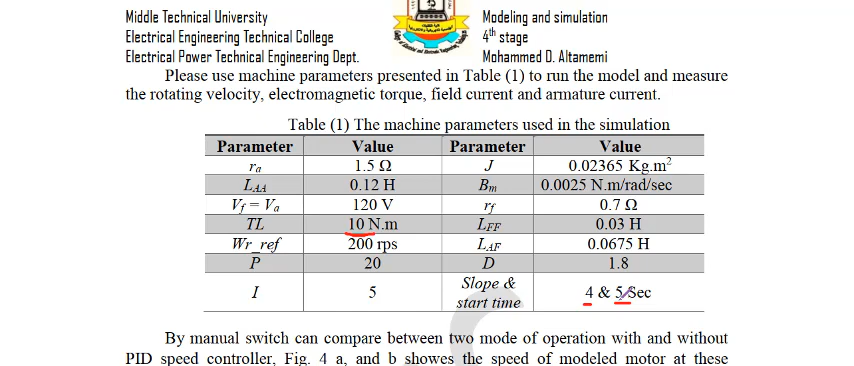 Middle Technical University
Electrical Engineering Technical College
Electrical Power Technical Engineering Dept.
Modeling and simulation
4th stage
Mohammed D. Altamemi
Please use machine parameters presented in Table (1) to run the model and measure
the rotating velocity, electromagnetic torque, field current and armature current.
Table (1) The machine parameters used in the simulation
Parameter Value Parameter Value
ra 1.5 Ω J 0.02365 Kg.m²
LAA 0.12 H Bm 0.0025 N.m/rad/sec
Vf = Va 120 V rf 0.7 Ω
TL 10 N.m LFF 0.03 H
Wr_ref 200 rps LAF 0.0675 H
P 20 D 1.8
I 5 Slope & start time 4 & 5 Sec
By manual switch can compare between two mode of operation with and without
PID speed controller, Fig. 4 a, and b showes the speed of modeled motor at these